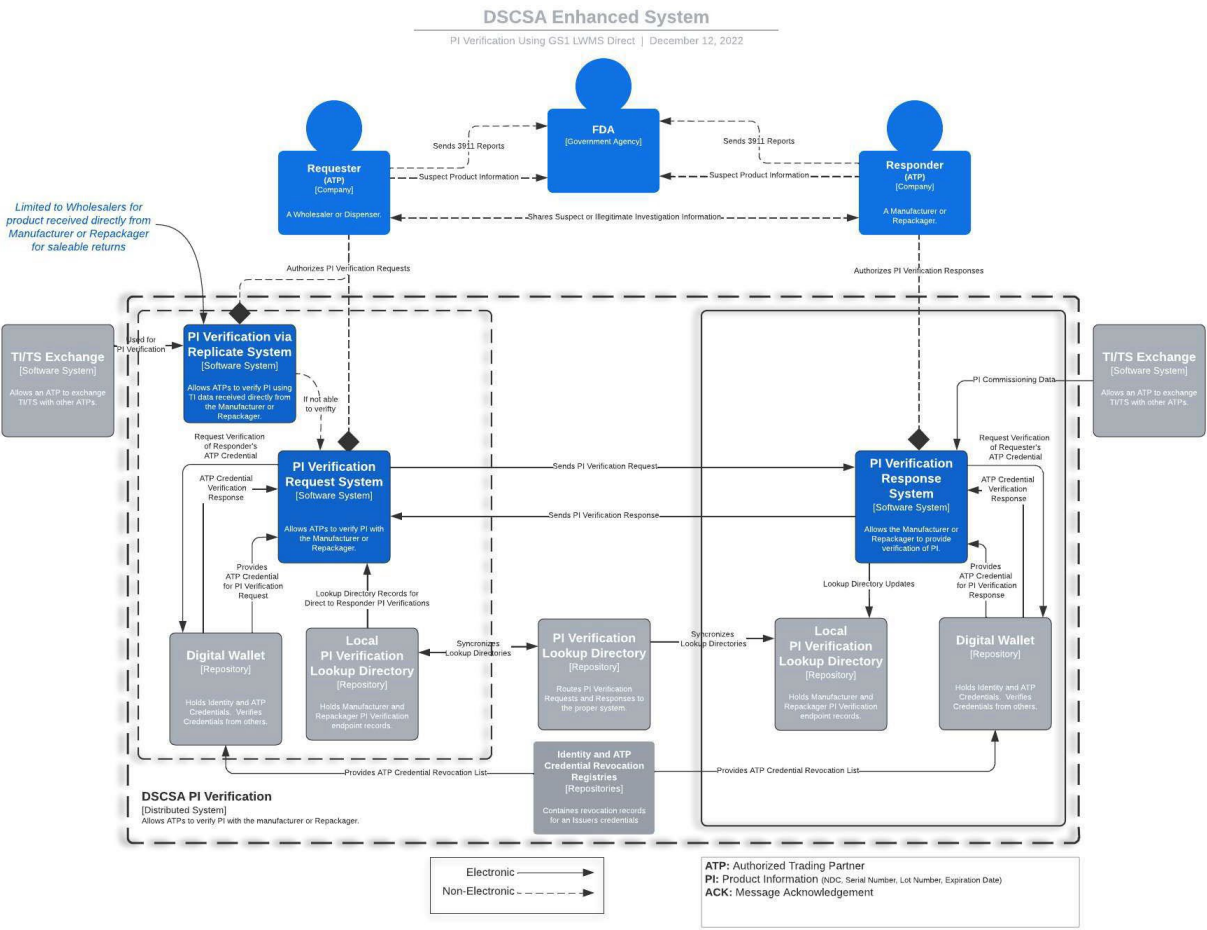 DSCSA Enhanced System
PI Verification Using GS1 LWMS Direct | December 12, 2022
FDA
[Government Agency]
Sends 3911 Reports
Sends 3911 Reports
Requester
(ATP)
[Company]
A Wholesaler or Dispenser.
Suspect Product Information
Suspect Product Information
Responder
(ATP)
[Company]
A Manufacturer or
Repackager.
Shares Suspect or Illegitimate Investigation Information
Limited to Wholesalers for
product received directly from
Manufacturer or Repackager
for saleable returns
Authorizes PI Verification Requests
Authorizes PI Verification Responses
TI/TS Exchange
[Software System]
Allows an ATP to exchange
TI/TS with other ATPs.
Used for
PI Verification
PI Verification via
Replicate System
[Software System]
Allows ATPs to verify PI using
TI data received directly from
the Manufacturer or
Repackager.
If not able
to verifty
PI Commissioning Data
TI/TS Exchange
[Software System]
Allows an ATP to exchange
TI/TS with other ATPs.
Request Verification
of Responder's
ATP Credential
ATP Credential
Verification
Response
PI Verification
Request System
[Software System]
Allows ATPs to verify PI with
the Manufacturer or
Repackager.
Sends PI Verification Request
Sends PI Verification Response
PI Verification
Response
System
[Software System]
Allows the Manufacturer or
Repackager to provide
verification of PI.
Request Verification
of Requester's
ATP Credential
ATP Credential
Verification
Response
Provides
ATP Credential
for PI Verification
Request
Lookup Directory Records for
Direct to Responder PI Verifications
Lookup Directory Updates
Provides
ATP Credential
for PI Verification
Response
Digital Wallet
[Repository]
Holds Identity and ATP
Credentials. Verifies
Credentials from others.
Local
PI Verification
Lookup Directory
[Repository]
Holds Manufacturer and
Repackager PI Verification
endpoint records.
Syncronizes
Lookup Directories
PI Verification
Lookup Directory
[Repository]
Routes PI Verification
Requests and Responses to
the proper system.
Syncronizes
Lookup Directories
Local
PI Verification
Lookup Directory
[Repository]
Holds Manufacturer and
Repackager PI Verification
endpoint records.
Digital Wallet
[Repository]
Holds Identity and ATP
Credentials. Verifies
Credentials from others.
Provides ATP Credential Revocation List
Identity and ATP
Credential Revocation
Registries
[Repositories]
Containes revocation records
for an Issuers credentials
Provides ATP Credential Revocation List
DSCSA PI Verification
[Distributed System]
Allows ATPs to verify PI with the manufacturer or Repackager.
Electronic
Non-Electronic
ATP: Authorized Trading Partner
PI: Product Information (NDC, Serial Number, Lot Number, Expiration Date)
ACK: Message Acknowledgement